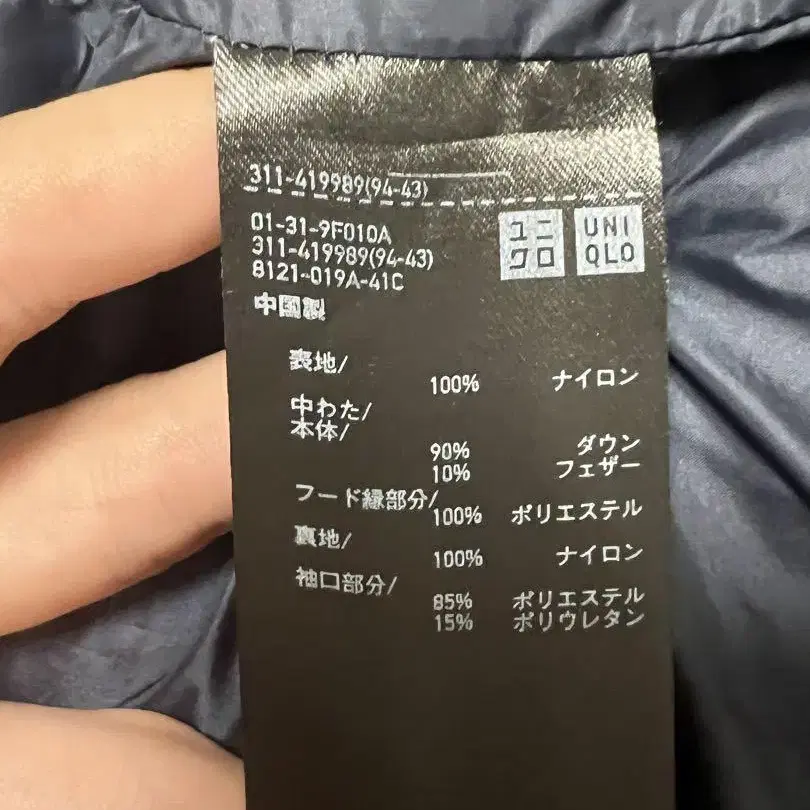 311-419989(94-43)
01-31-9F010A
311-419989(94-43)
8121-019A-41C
ユニ
クロ
UNI
QLO
中国製
表地/
100% ナイロン
中わた/
本体/
90% ダウン
10% フェザー
フード縁部分/
100% ポリエステル
裏地/
100% ナイロン
袖口部分/
85% ポリエステル
15% ポリウレタン